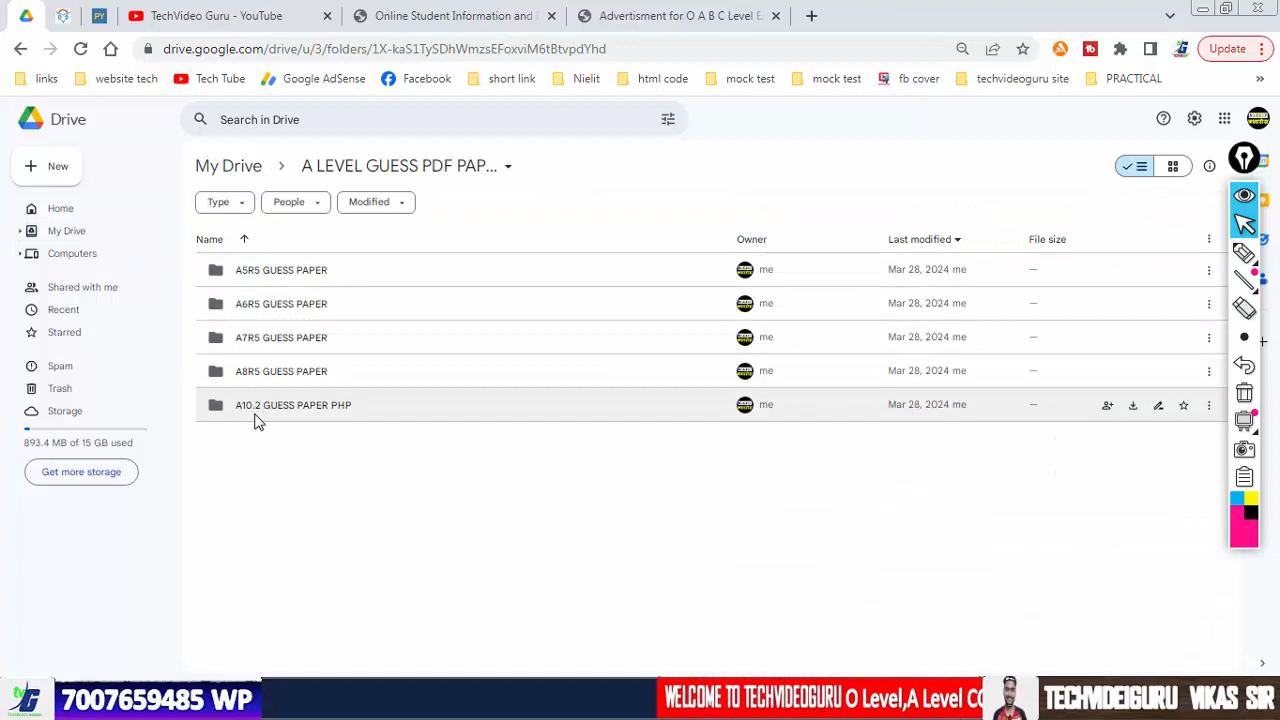 TechVideo Guru - YouTube
Online Student Information and
Advertisment for O A B C Level E
drive.google.com/drive/u/3/folders/1X-kaS1TySDhWmzsEFoxviM6tBtvpdYhd
Update
links
website tech
Tech Tube
Google AdSense
Facebook
short link
Nielit
html code
mock test
mock test
fb cover
techvideoguru site
PRACTICAL
Drive
Search in Drive
New
My Drive
A LEVEL GUESS PDF PAP...
Type
People
Modified
Home
My Drive
Computers
Shared with me
Recent
Starred
Spam
Trash
Storage
893.4 MB of 15 GB used
Get more storage
Name
Owner
Last modified
File size
A5R5 GUESS PAPER
me
Mar 28, 2024 me
—
A6R5 GUESS PAPER
me
Mar 28, 2024 me
—
A7R5 GUESS PAPER
me
Mar 28, 2024 me
—
A8R5 GUESS PAPER
me
Mar 28, 2024 me
—
A10.2 GUESS PAPER PHP
me
Mar 28, 2024 me
—
7007659485 WP
WELCOME TO TECHVIDEOGURU O Level,A Level CO
TECHVIDEIGURU VIKAS SIR